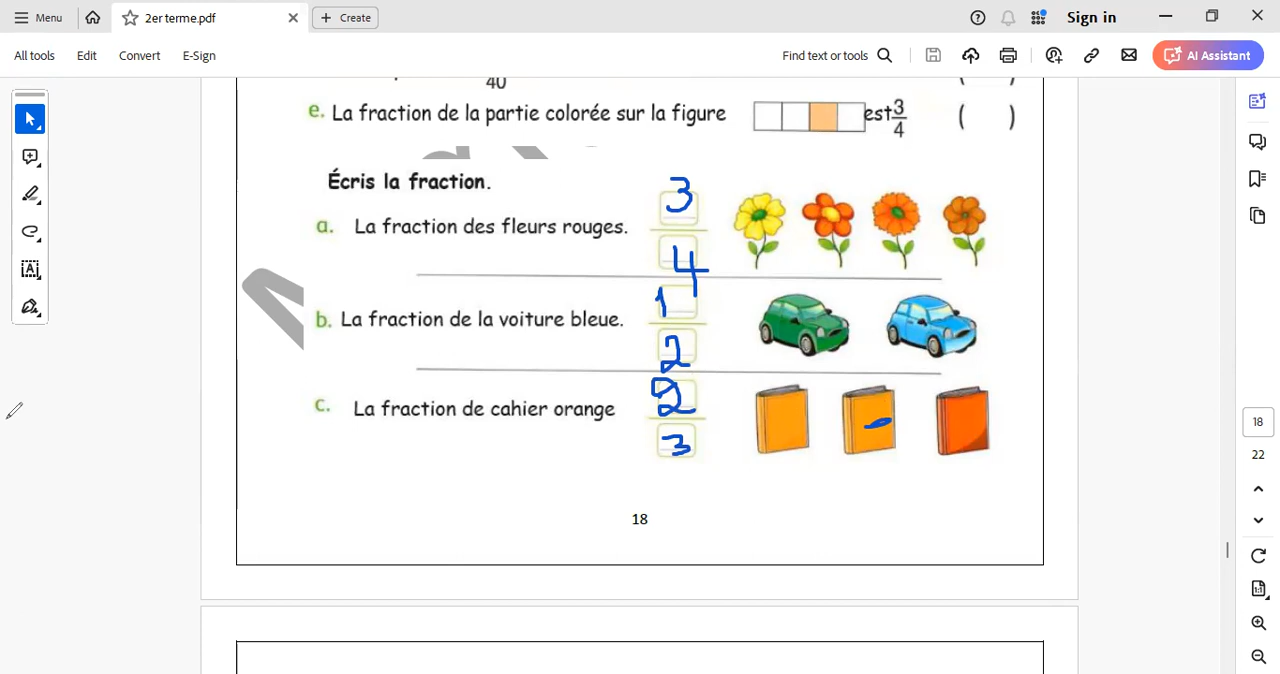 Menu
2er terme.pdf
Create
Sign in
All tools
Edit
Convert
E-Sign
Find text or tools
AI Assistant
40
e. La fraction de la partie colorée sur la figure est 3/4 ( )
Écris la fraction.
a. La fraction des fleurs rouges. 3/4
b. La fraction de la voiture bleue. 1/2
c. La fraction de cahier orange 2/3
18
18
22